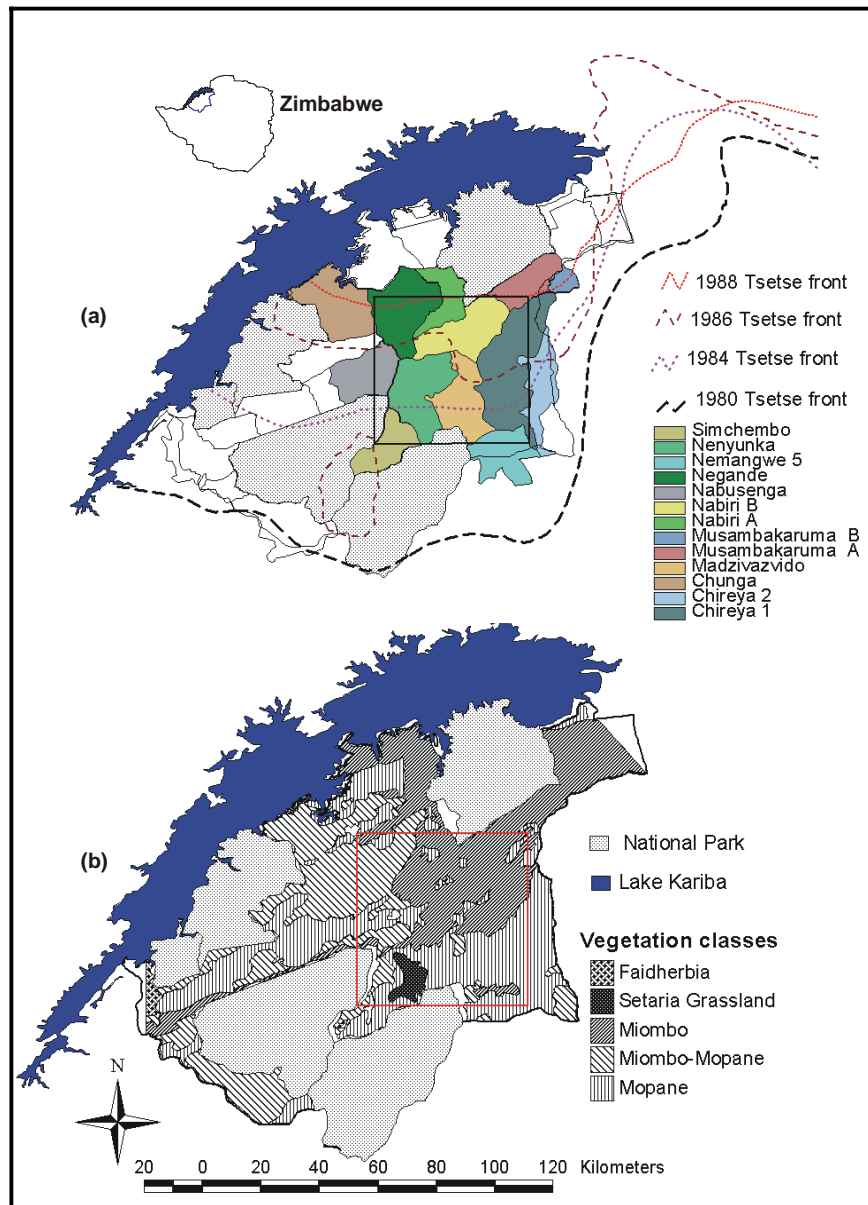 Zimbabwe
(a)
1988 Tsetse front
1986 Tsetse front
1984 Tsetse front
1980 Tsetse front
Simchembo
Nenyunka
Nemangwe 5
Negande
Nabusenga
Nabiri B
Nabiri A
Musambakaruma B
Musambakaruma A
Madzivazvido
Chunga
Chireya 2
Chireya 1
(b)
National Park
Lake Kariba
Vegetation classes
Faidherbia
Setaria Grassland
Miombo
Miombo-Mopane
Mopane
N
20 0 20 40 60 80 100 120 Kilometers